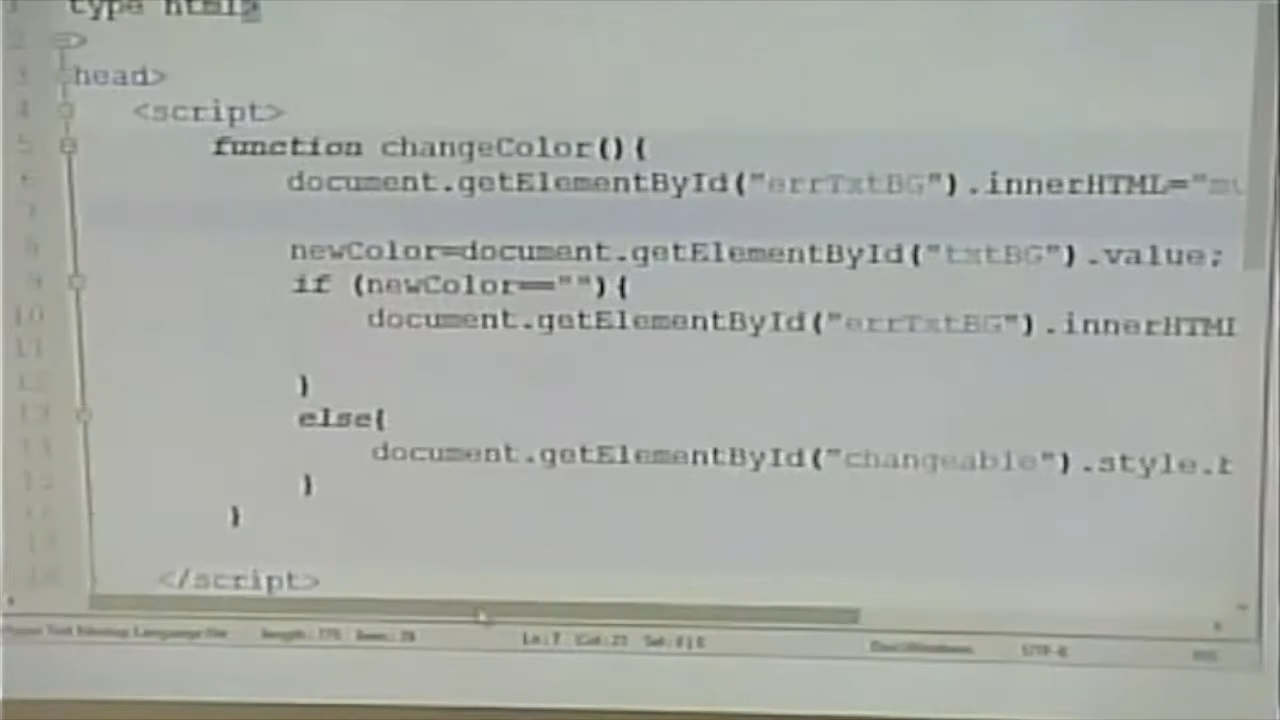 type html>
head>
<script>
function changeColor(){
document.getElementById("errTxtBG").innerHTML="
newColor=document.getElementById("txtBG").value;
if (newColor==""){
document.getElementById("errTxtBG").innerHTML
}
else{
document.getElementById("changeable").style.
}
}
</script>